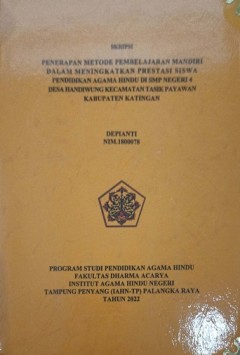 SKRIPSI
PENERAPAN METODE PEMBELAJARAN MANDIRI
DALAM MENINGKATKAN PRESTASI SISWA
PENDIDIKAN AGAMA HINDU DI SMP NEGERI 4
DESA HANDIWUNG KECAMATAN TASIK PAYAWAN
KABUPATEN KATINGAN
DEPIANTI
NIM.1800078
PROGRAM STUDI PENDIDIKAN AGAMA HINDU
FAKULTAS DHARMA ACARYA
INSTITUT AGAMA HINDU NEGERI
TAMPUNG PENYANG (IAHN-TP) PALANGKA RAYA
TAHUN 2022